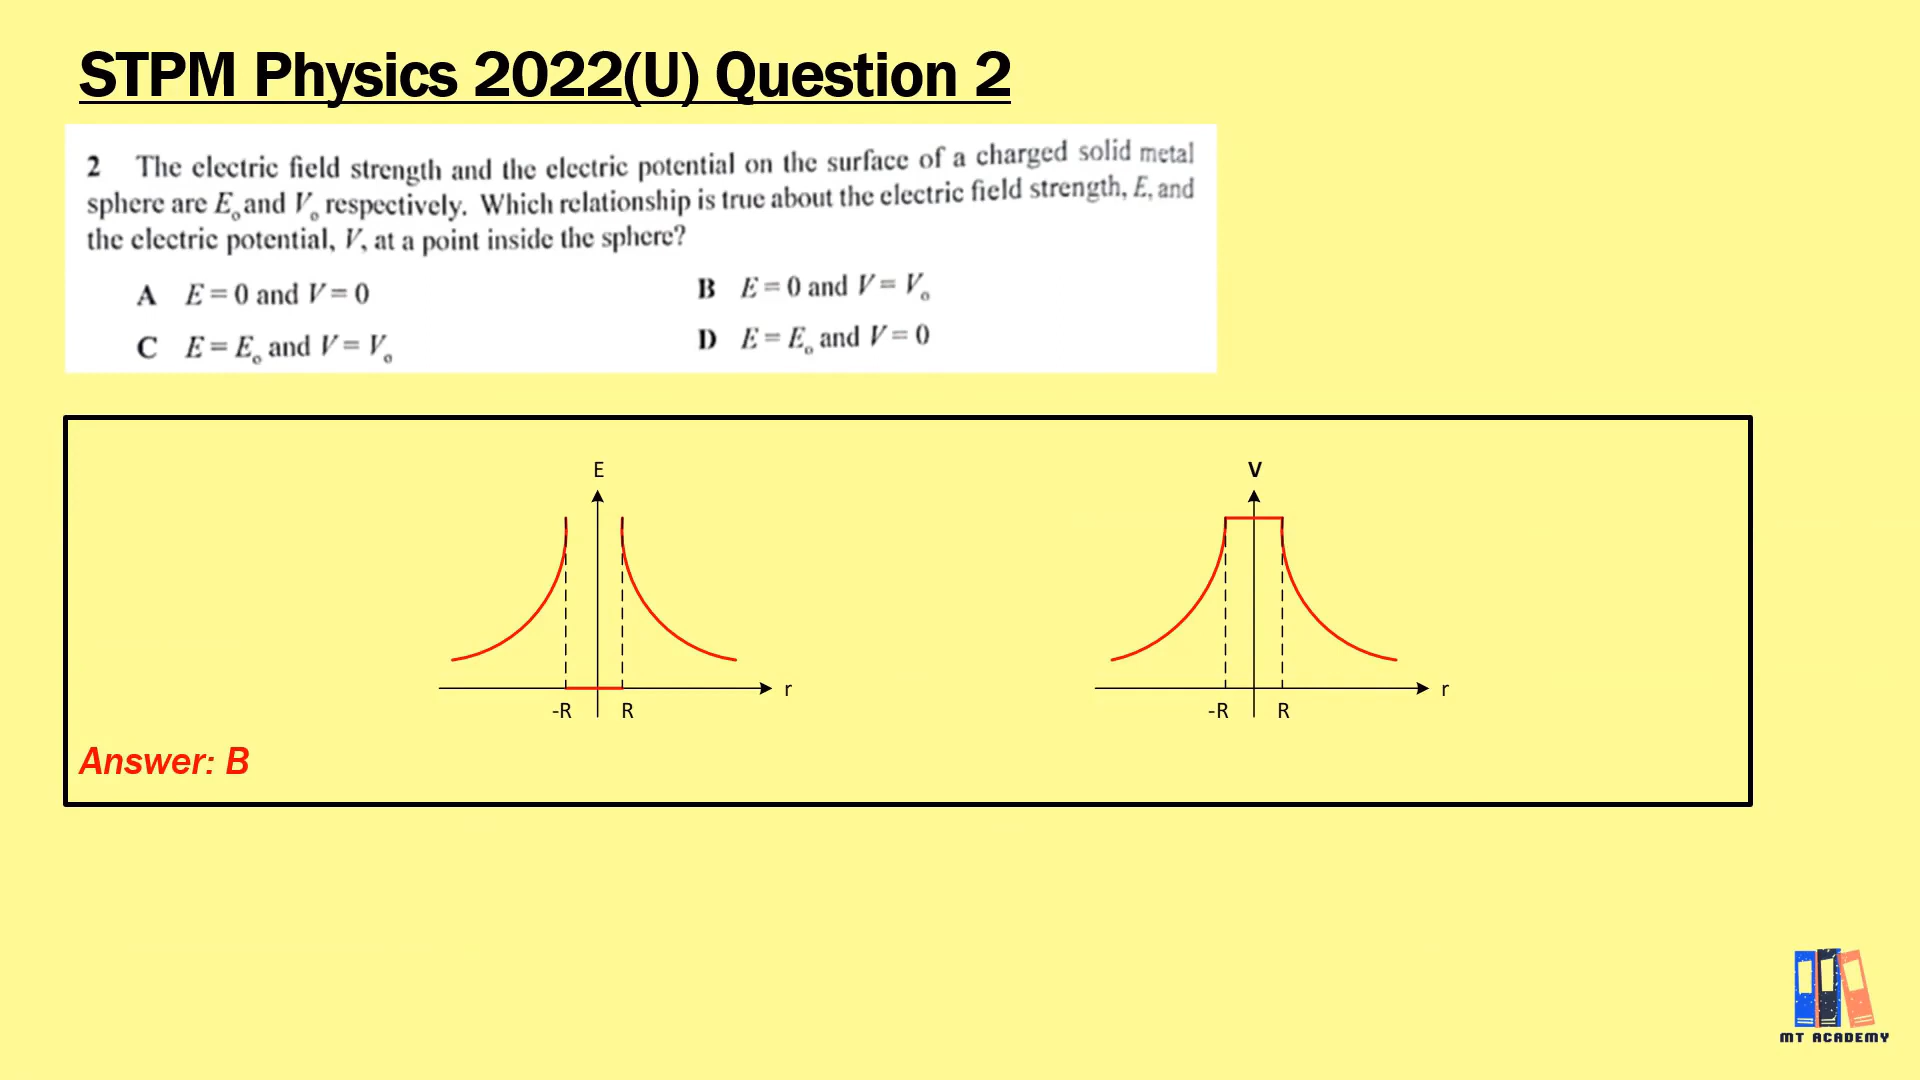 STPM Physics 2022(U) Question 2
2 The electric field strength and the electric potential on the surface of a charged solid metal
sphere are Eₒ and Vₒ respectively. Which relationship is true about the electric field strength, E, and
the electric potential, V, at a point inside the sphere?
A E = 0 and V = 0 B E = 0 and V = Vₒ
C E = Eₒ and V = Vₒ D E = Eₒ and V = 0
E V
r r
-R R -R R
Answer: B
MT ACADEMY